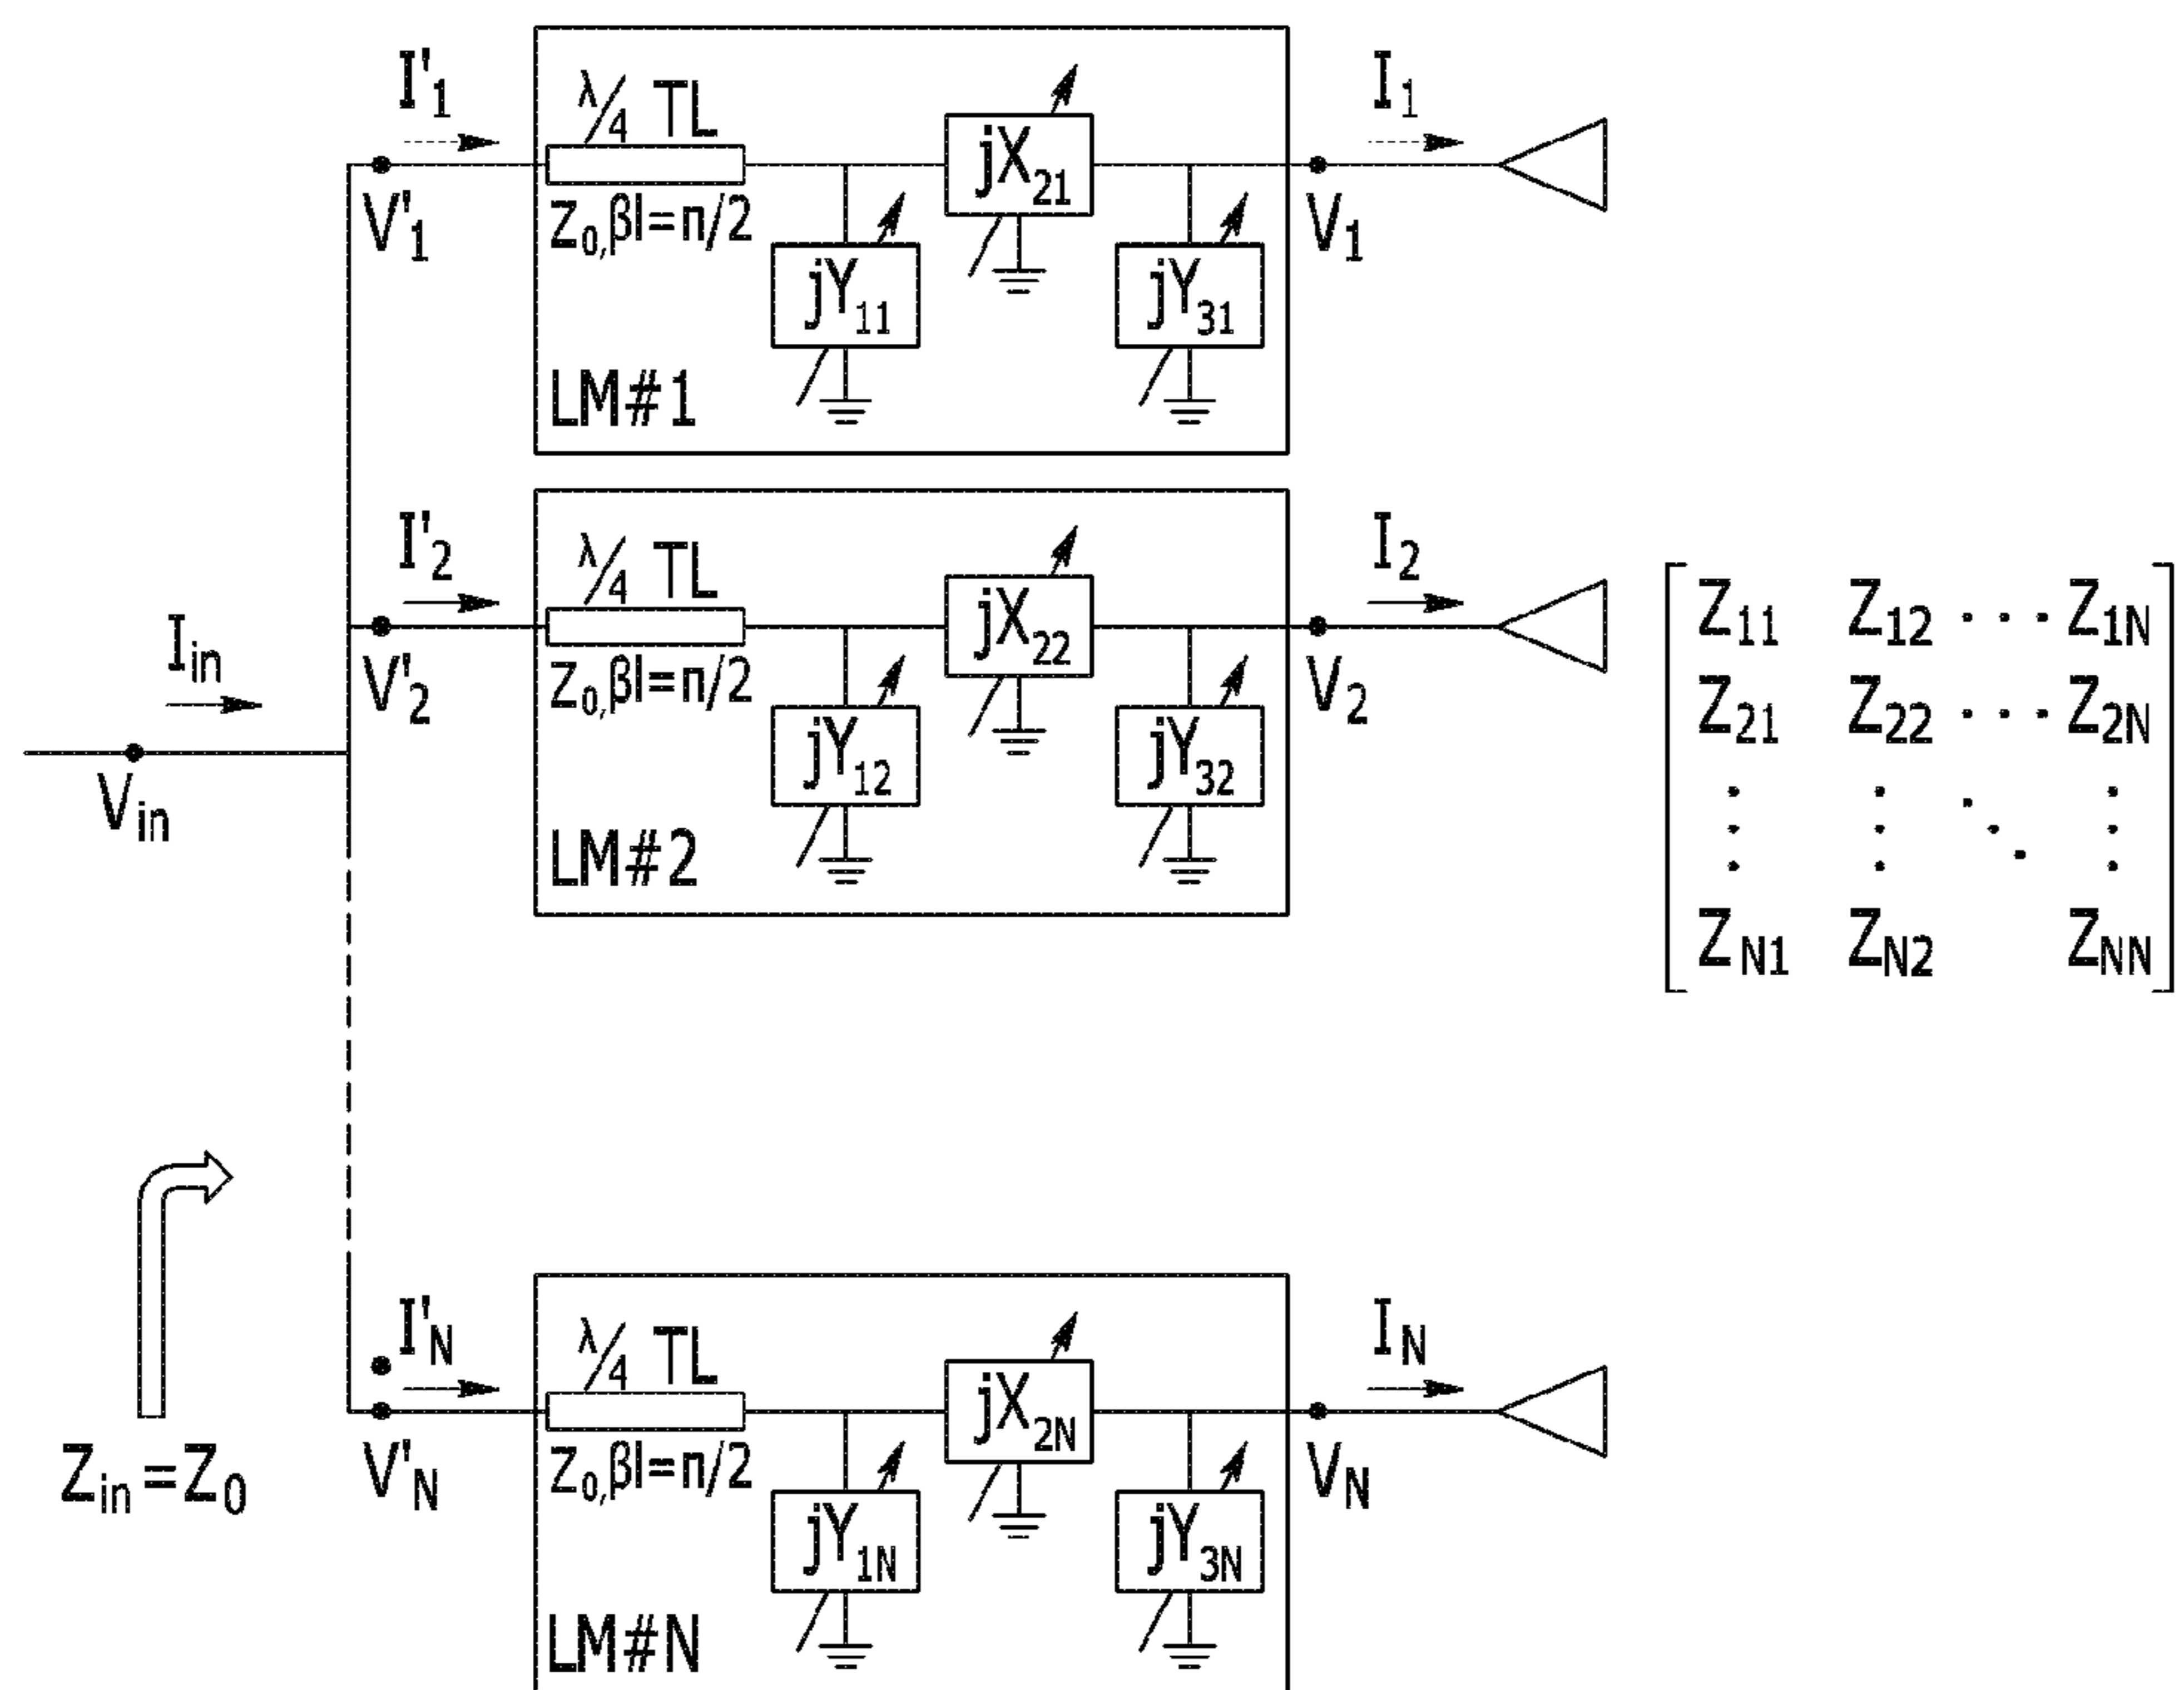 I'1
λ/4 TL
jX21
I1
V'1
Z0,βl=π/2
V1
jY11
jY31
LM#1
I'2
λ/4 TL
jX22
I2
Z11 Z12 ··· Z1N
Iin
V'2
Z0,βl=π/2
V2
Z21 Z22 ··· Z2N
jY12
jY32
Vin
LM#2
ZN1 ZN2 ZNN
I'N
λ/4 TL
jX2N
IN
Zin=Z0
V'N
Z0,βl=π/2
VN
jY1N
jY3N
LM#N